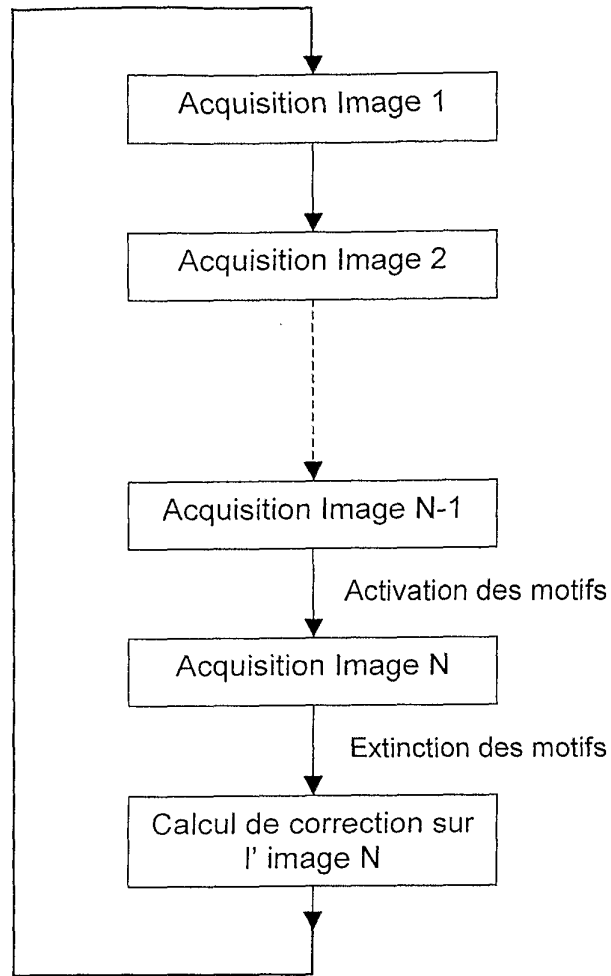 Acquisition Image 1
Acquisition Image 2
Acquisition Image N-1
Activation des motifs
Acquisition Image N
Extinction des motifs
Calcul de correction sur
l' image N